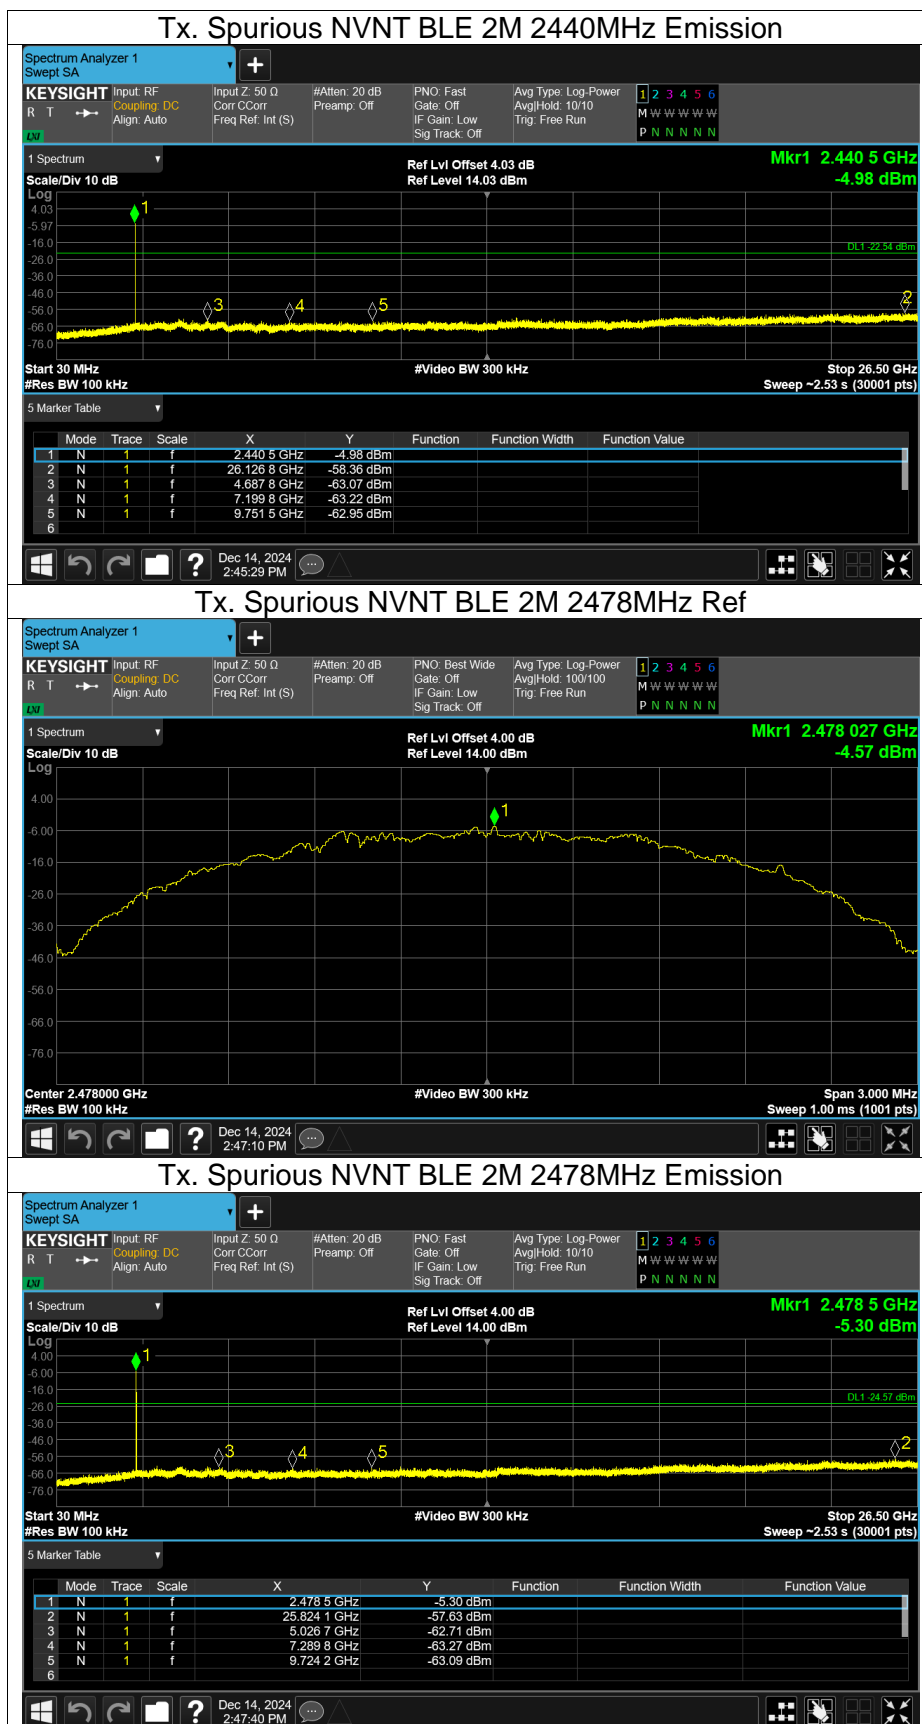 Tx. Spurious NVNT BLE 2M 2440MHz Emission
Spectrum Analyzer 1
Swept SA
KEYSIGHT Input: RF Input Z: 50 Ω #Atten: 20 dB PNO: Fast Avg Type: Log-Power 1 2 3 4 5 6
R T Coupling: DC Corr CCorr Preamp: Off Gate: Off Avg|Hold: 10/10 M W W W W W
Align: Auto Freq Ref: Int (S) IF Gain: Low Trig: Free Run
LXI Sig Track: Off P N N N N N
1 Spectrum Ref Lvl Offset 4.03 dB Mkr1 2.440 5 GHz
Scale/Div 10 dB Ref Level 14.03 dBm -4.98 dBm
Log
4.03 1
-5.97
-16.0 DL1 -22.54 dBm
-26.0
-36.0
-46.0
-56.0 3 4 5 2
-66.0
-76.0
Start 30 MHz #Video BW 300 kHz Stop 26.50 GHz
#Res BW 100 kHz Sweep ~2.53 s (30001 pts)
5 Marker Table
Mode Trace Scale X Y Function Function Width Function Value
1 N 1 f 2.440 5 GHz -4.98 dBm
2 N 1 f 26.126 8 GHz -58.36 dBm
3 N 1 f 4.687 8 GHz -63.07 dBm
4 N 1 f 7.199 8 GHz -63.22 dBm
5 N 1 f 9.751 5 GHz -62.95 dBm
6
? Dec 14, 2024
2:45:29 PM
Tx. Spurious NVNT BLE 2M 2478MHz Ref
Spectrum Analyzer 1
Swept SA
KEYSIGHT Input: RF Input Z: 50 Ω #Atten: 20 dB PNO: Best Wide Avg Type: Log-Power 1 2 3 4 5 6
R T Coupling: DC Corr CCorr Preamp: Off Gate: Off Avg|Hold: 100/100 M W W W W W
Align: Auto Freq Ref: Int (S) IF Gain: Low Trig: Free Run
LXI Sig Track: Off P N N N N N
1 Spectrum Ref Lvl Offset 4.00 dB Mkr1 2.478 027 GHz
Scale/Div 10 dB Ref Level 14.00 dBm -4.57 dBm
Log
4.00
1
-6.00
-16.0
-26.0
-36.0
-46.0
-56.0
-66.0
-76.0
Center 2.478000 GHz #Video BW 300 kHz Span 3.000 MHz
#Res BW 100 kHz Sweep 1.00 ms (1001 pts)
? Dec 14, 2024
2:47:10 PM
Tx. Spurious NVNT BLE 2M 2478MHz Emission
Spectrum Analyzer 1
Swept SA
KEYSIGHT Input: RF Input Z: 50 Ω #Atten: 20 dB PNO: Fast Avg Type: Log-Power 1 2 3 4 5 6
R T Coupling: DC Corr CCorr Preamp: Off Gate: Off Avg|Hold: 10/10 M W W W W W
Align: Auto Freq Ref: Int (S) IF Gain: Low Trig: Free Run
LXI Sig Track: Off P N N N N N
1 Spectrum Ref Lvl Offset 4.00 dB Mkr1 2.478 5 GHz
Scale/Div 10 dB Ref Level 14.00 dBm -5.30 dBm
Log
4.00 1
-6.00
-16.0 DL1 -24.57 dBm
-26.0
-36.0
-46.0 2
-56.0 3 4 5
-66.0
-76.0
Start 30 MHz #Video BW 300 kHz Stop 26.50 GHz
#Res BW 100 kHz Sweep ~2.53 s (30001 pts)
5 Marker Table
Mode Trace Scale X Y Function Function Width Function Value
1 N 1 f 2.478 5 GHz -5.30 dBm
2 N 1 f 25.824 1 GHz -57.63 dBm
3 N 1 f 5.026 7 GHz -62.71 dBm
4 N 1 f 7.289 8 GHz -63.27 dBm
5 N 1 f 9.724 2 GHz -63.09 dBm
6
? Dec 14, 2024
2:47:40 PM